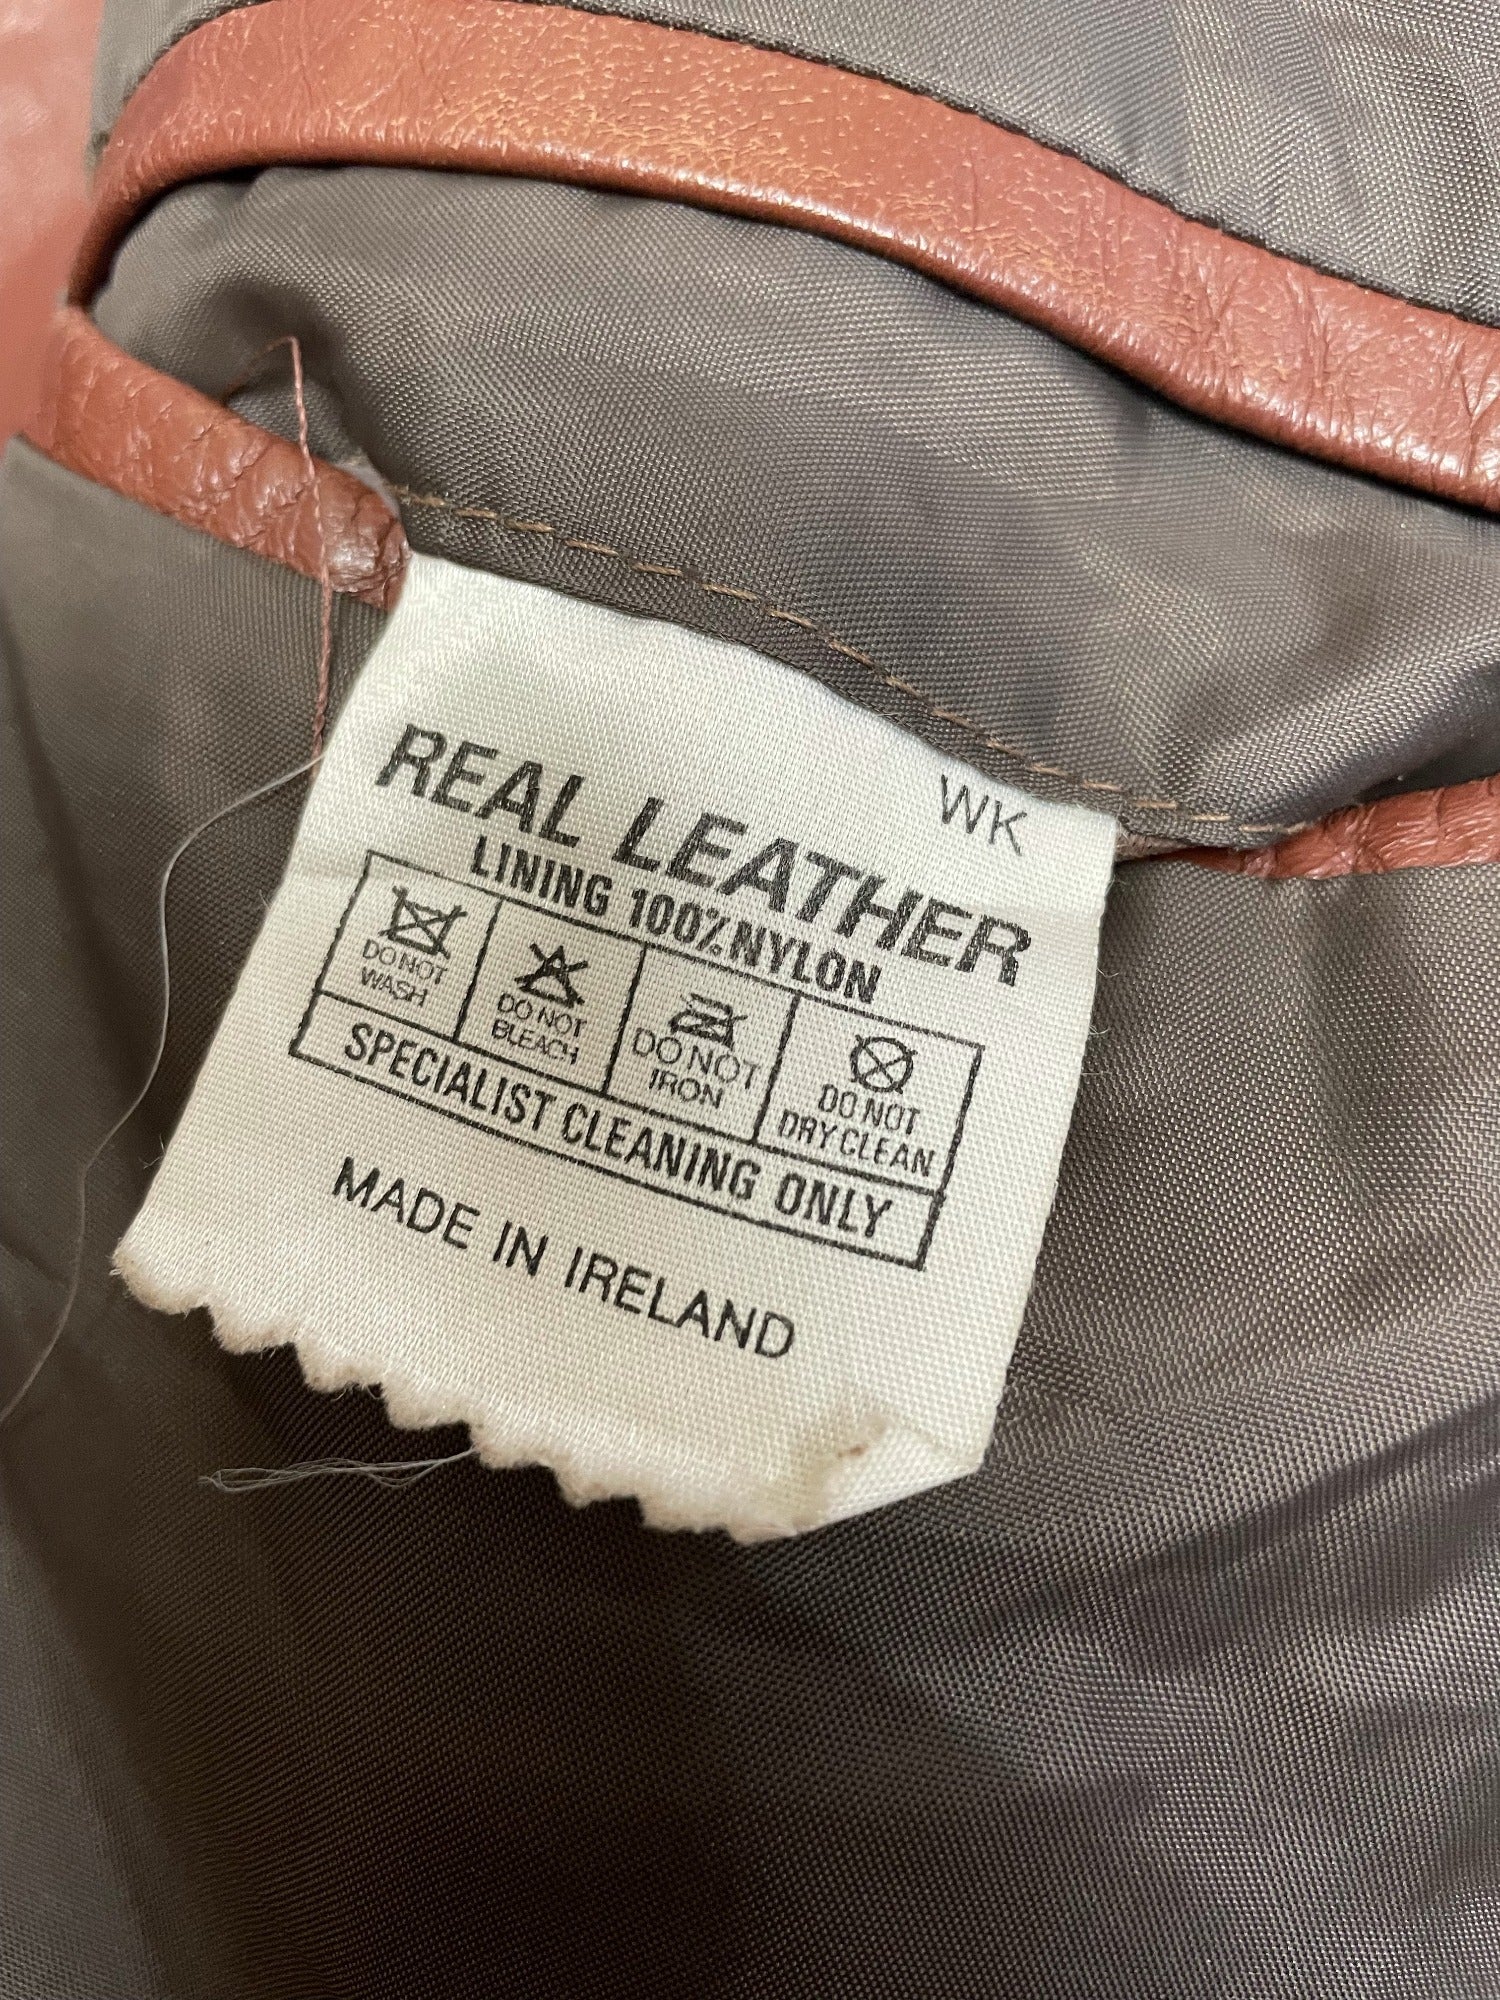 WK
REAL LEATHER
LINING 100% NYLON
DO NOT
WASH
DO NOT
BLEACH
DO NOT
IRON
DO NOT
DRY CLEAN
SPECIALIST CLEANING ONLY
MADE IN IRELAND